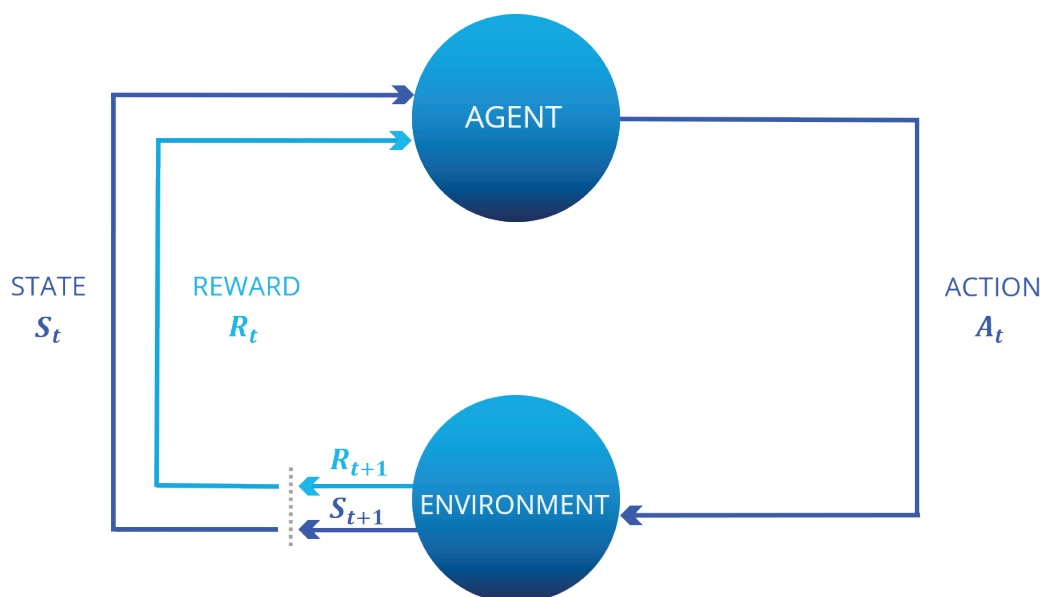 AGENT
STATE
S_t
REWARD
R_t
ACTION
A_t
R_{t+1}
S_{t+1}
ENVIRONMENT